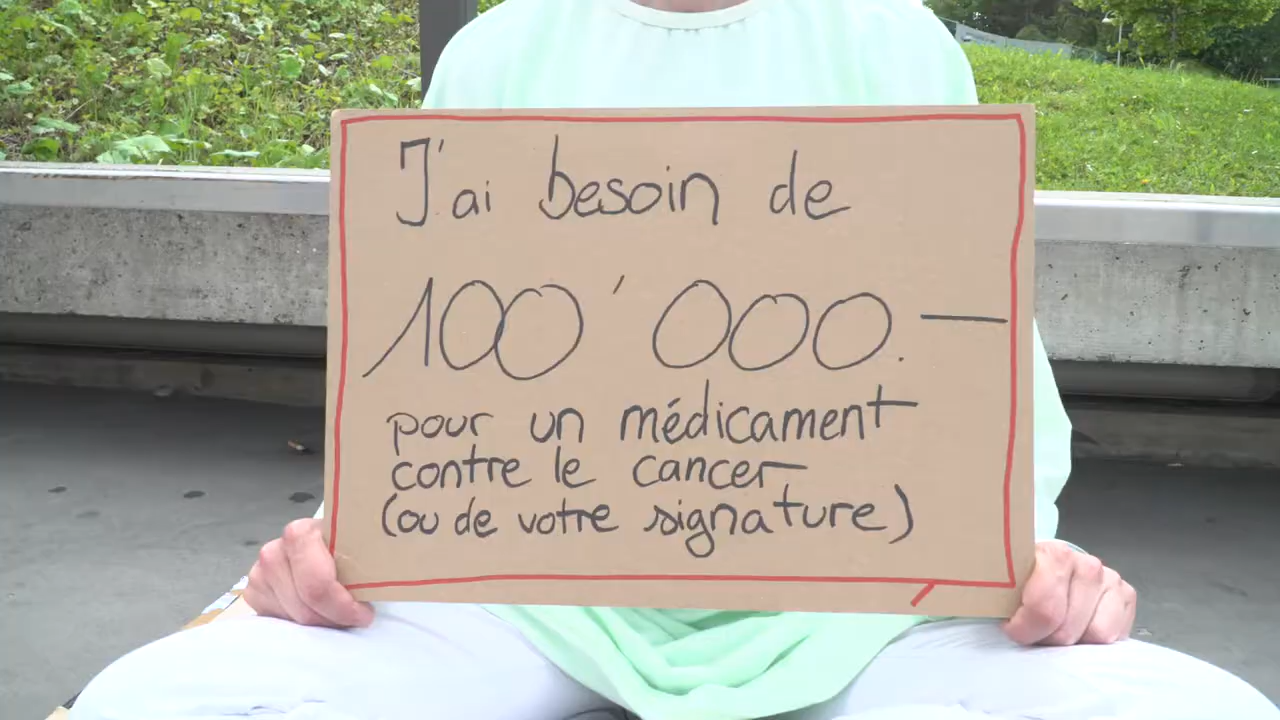 J'ai besoin de
100'000.—
pour un médicament
contre le cancer
(ou de votre signature)